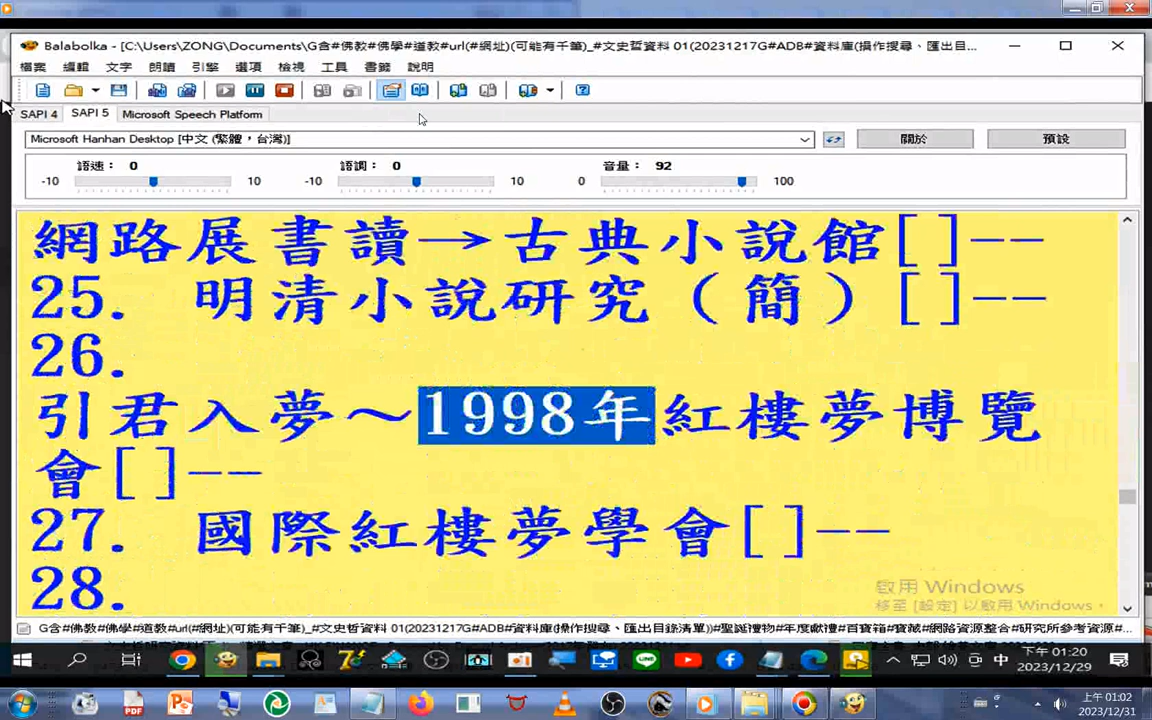 Balabolka - [C:\Users\ZONG\Documents\G含#佛教#佛學#道教#url(#網址)(可能有千筆)_#文史哲資料 01(20231217G#ADB#資料庫(操作搜尋、匯出目...
檔案 編輯 文字 朗讀 引擎 選項 檢視 工具 書籤 說明
SAPI 4 SAPI 5 Microsoft Speech Platform
Microsoft Hanhan Desktop [中文 (繁體，台灣)] 關於 預設
語速： 0 語調： 0 音量： 92
-10 10 -10 10 0 100
網路展書讀→古典小說館[]--
25. 明清小說研究（簡）[]--
26.
引君入夢～1998年紅樓夢博覽
會[]--
27. 國際紅樓夢學會[]--
28.
啟用 Windows
移至 [設定] 以啟用 Windows。
G含#佛教#佛學#道教#url(#網址)(可能有千筆)_#文史哲資料 01(20231217G#ADB#資料庫(操作搜尋、匯出目錄清單))#聖誕禮物#年度獻禮#百寶箱#寶藏#網路資源整合#研究所參考資源#...
下午 01:20
2023/12/29
中
上午 01:02
2023/12/31